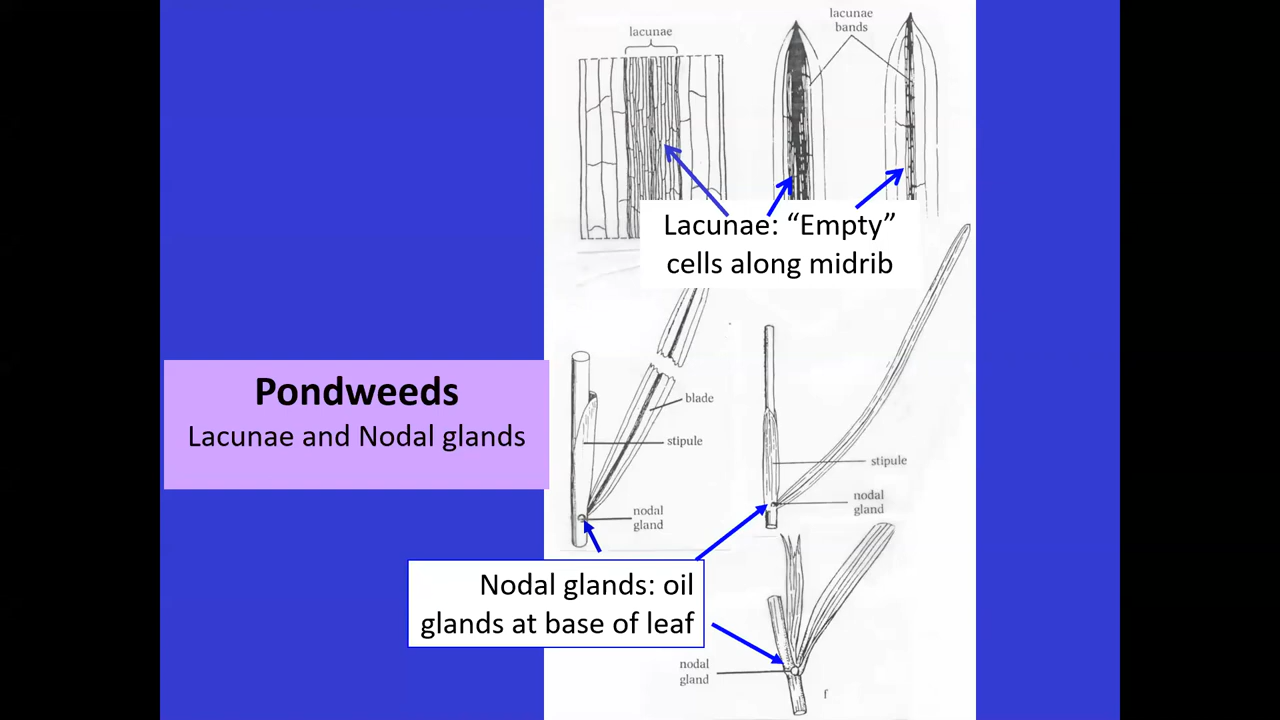 lacunae
lacunae
bands
Lacunae: “Empty”
cells along midrib
Pondweeds
Lacunae and Nodal glands
blade
stipule
nodal
gland
stipule
nodal
gland
Nodal glands: oil
glands at base of leaf
nodal
gland
f